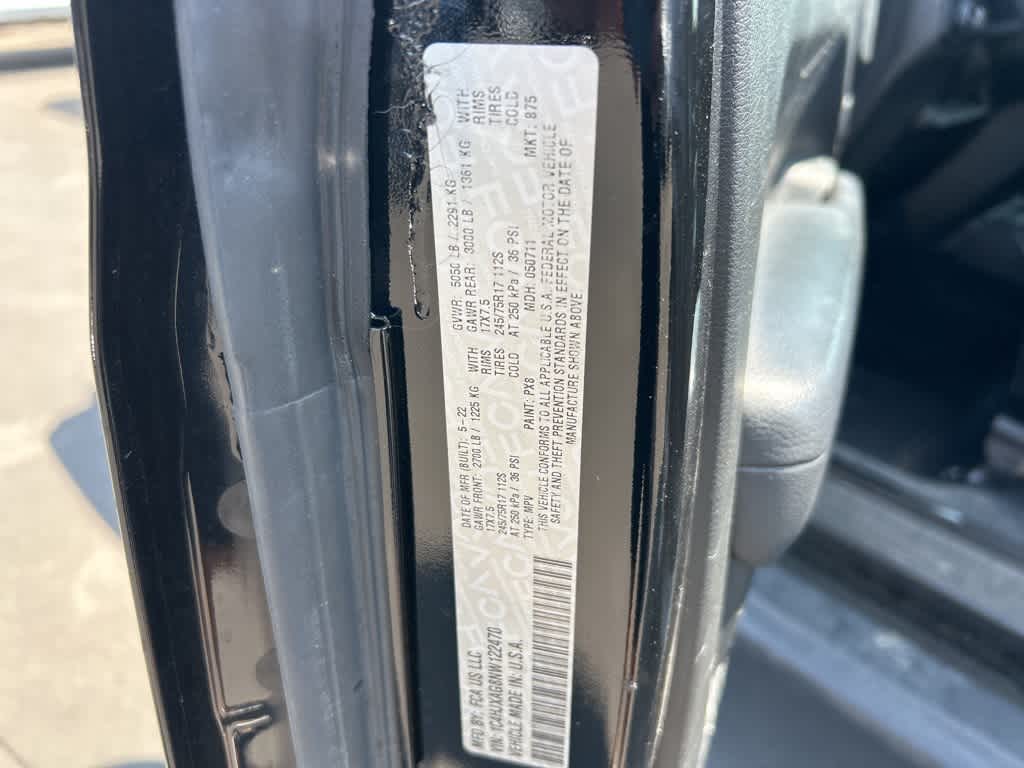 MFD BY: FCA US LLC
DATE OF MFR (BUILT): 5 -22
GVWR: 5050 LB / 2291 KG
GAWR FRONT: 2700 LB / 1225 KG WITH
GAWR REAR: 3000 LB / 1361 KG WITH
17X7.5 RIMS
17X7.5 RIMS
245/75R17 112S TIRES
245/75R17 112S TIRES
AT 250 kPa / 36 PSI COLD
AT 250 kPa / 36 PSI COLD
VIN: 1C4HJXAG8NW122470
TYPE: MPV
PAINT: PX8
MDH: 050711
MKT: 875
VEHICLE MADE IN: U.S.A.
THIS VEHICLE CONFORMS TO ALL APPLICABLE U.S.A. FEDERAL MOTOR VEHICLE
SAFETY AND THEFT PREVENTION STANDARDS IN EFFECT ON THE DATE OF
MANUFACTURE SHOWN ABOVE